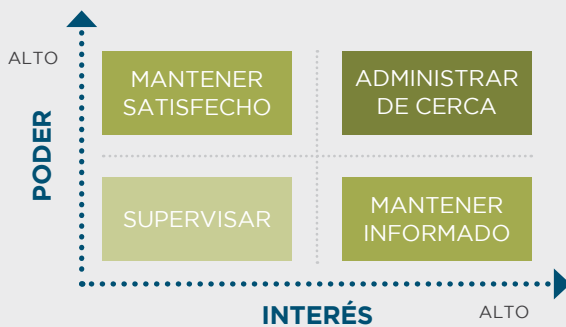 ALTO
PODER
MANTENER
SATISFECHO
ADMINISTRAR
DE CERCA
SUPERVISAR
MANTENER
INFORMADO
INTERÉS
ALTO